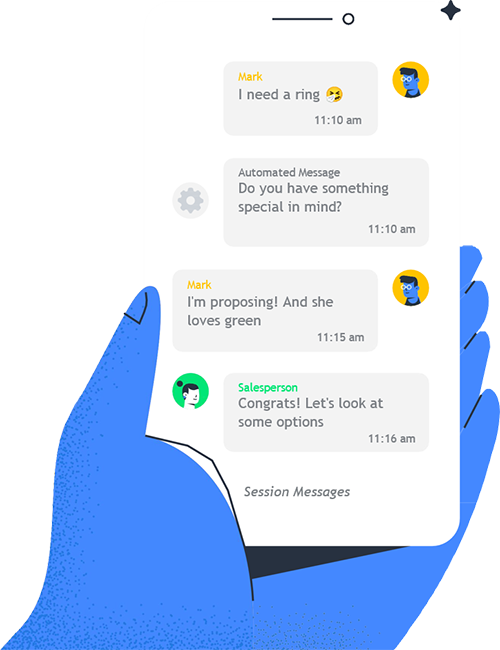 Mark
I need a ring 🤧
11:10 am
Automated Message
Do you have something
special in mind?
11:10 am
Mark
I'm proposing! And she
loves green
11:15 am
Salesperson
Congrats! Let's look at
some options
11:16 am
Session Messages